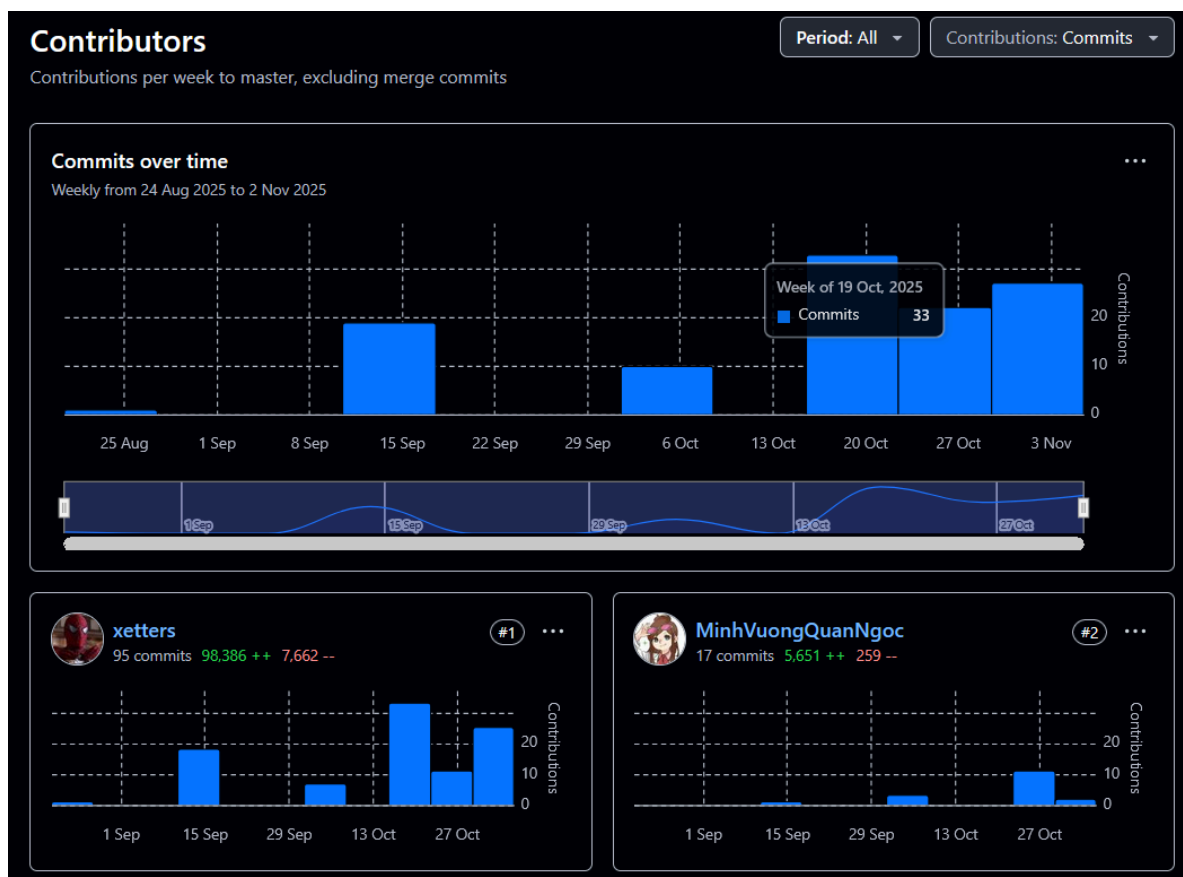 Contributors
Period: All
Contributions: Commits
Contributions per week to master, excluding merge commits
Commits over time
Weekly from 24 Aug 2025 to 2 Nov 2025
Week of 19 Oct, 2025
Commits 33
20
10
0
Contributions
25 Aug 1 Sep 8 Sep 15 Sep 22 Sep 29 Sep 6 Oct 13 Oct 20 Oct 27 Oct 3 Nov
1 Sep 15 Sep 29 Sep 13 Oct 27 Oct
xetters
#1
95 commits 98,386 ++ 7,662 --
20
10
0
Contributions
1 Sep 15 Sep 29 Sep 13 Oct 27 Oct
MinhVuongQuanNgoc
#2
17 commits 5,651 ++ 259 --
20
10
0
Contributions
1 Sep 15 Sep 29 Sep 13 Oct 27 Oct